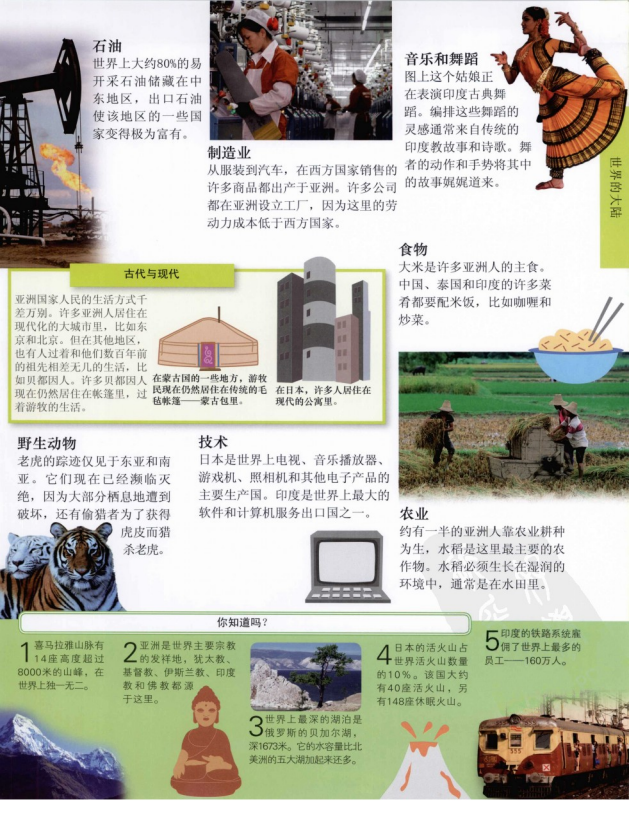 石油
世界上大约80%的易
开采石油储藏在中
东地区，出口石油
使该地区的一些国
家变得极为富有。
制造业
从服装到汽车，在西方国家销售的
许多商品都出产于亚洲。许多公司
都在亚洲设立工厂，因为这里的劳
动力成本低于西方国家。
音乐和舞蹈
图上这个姑娘正
在表演印度古典舞
蹈。编排这些舞蹈的
灵感通常来自传统的
印度教故事和诗歌。舞
者的动作和手势将其中
的故事娓娓道来。
世界的大陆
古代与现代
亚洲国家人民的生活方式千
差万别。许多亚洲人居住在
现代化的大城市里，比如东
京和北京。但在其他地区，
也有人过着和他们数百年前
的祖先相差无几的生活，比
如贝都因人。许多贝都因人
现在仍然居住在帐篷里，过
着游牧的生活。
在蒙古国的一些地方，游牧
民现在仍然居住在传统的毛
毡帐篷——蒙古包里。
在日本，许多人居住在
现代的公寓里。
食物
大米是许多亚洲人的主食。
中国、泰国和印度的许多菜
肴都要配米饭，比如咖喱和
炒菜。
野生动物
老虎的踪迹仅见于东亚和南
亚。它们现在已经濒临灭
绝，因为大部分栖息地遭到
破坏，还有偷猎者为了获得
虎皮而猎
杀老虎。
技术
日本是世界上电视、音乐播放器、
游戏机、照相机和其他电子产品的
主要生产国。印度是世界上最大的
软件和计算机服务出口国之一。
农业
约有一半的亚洲人靠农业耕种
为生，水稻是这里最主要的农
作物。水稻必须生长在湿润的
环境中，通常是在水田里。
你知道吗？
1 喜马拉雅山脉有
14座高度超过
8000米的山峰，在
世界上独一无二。
2 亚洲是世界主要宗教
的发祥地，犹太教、
基督教、伊斯兰教、印度
教和佛教都源
于这里。
3 世界上最深的湖泊是
俄罗斯的贝加尔湖，
深1673米。它的水容量比北
美洲的五大湖加起来还多。
4 日本的活火山占
世界活火山数量
的10%。该国大约
有40座活火山，另
有148座休眠火山。
5 印度的铁路系统雇
佣了世界上最多的
员工——160万人。